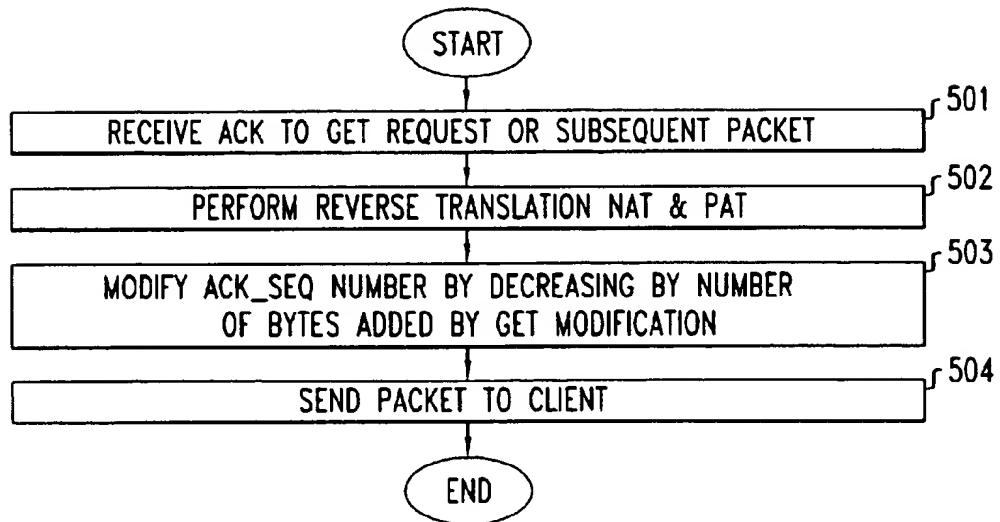 START
501
RECEIVE ACK TO GET REQUEST OR SUBSEQUENT PACKET
502
PERFORM REVERSE TRANSLATION NAT & PAT
503
MODIFY ACK_SEQ NUMBER BY DECREASING BY NUMBER
OF BYTES ADDED BY GET MODIFICATION
504
SEND PACKET TO CLIENT
END